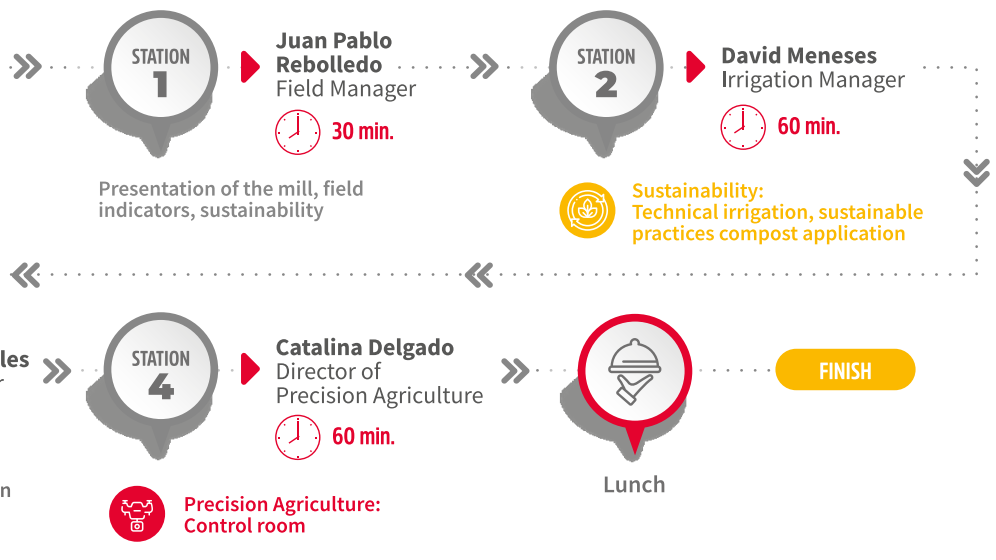 STATION
1
Juan Pablo
Rebolledo
Field Manager
30 min.
Presentation of the mill, field
indicators, sustainability
STATION
2
David Meneses
Irrigation Manager
60 min.
Sustainability:
Technical irrigation, sustainable
practices compost application
les
STATION
4
Catalina Delgado
Director of
Precision Agriculture
60 min.
Precision Agriculture:
Control room
n
Lunch
FINISH